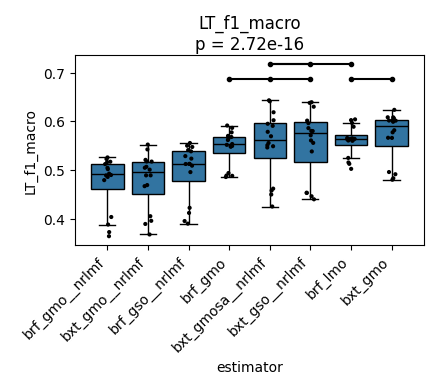 LT_f1_macro
p = 2.72e-16
LT_f1_macro
0.7
0.6
0.5
0.4
brf_gmo__nrlmf
bxt_gmo__nrlmf
brf_gso__nrlmf
brf_gmo
bxt_gmosa__nrlmf
bxt_gso__nrlmf
brf_lmo
bxt_gmo
estimator